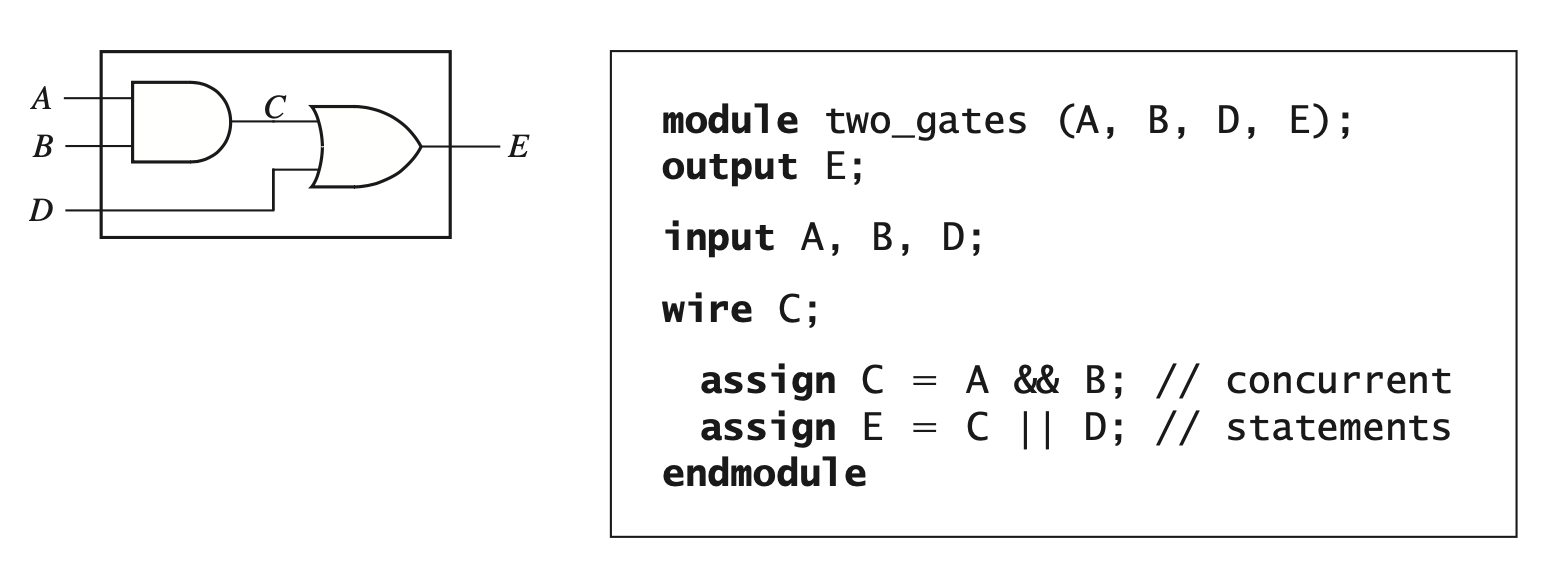 A
B
C
D
E
module two_gates (A, B, D, E);
output E;
input A, B, D;
wire C;
assign C = A && B; // concurrent
assign E = C || D; // statements
endmodule